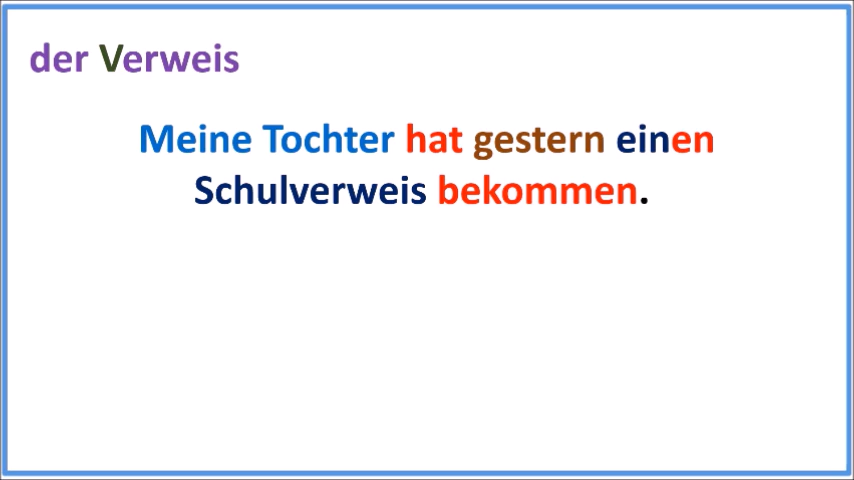 der Verweis
Meine Tochter hat gestern einen
Schulverweis bekommen.